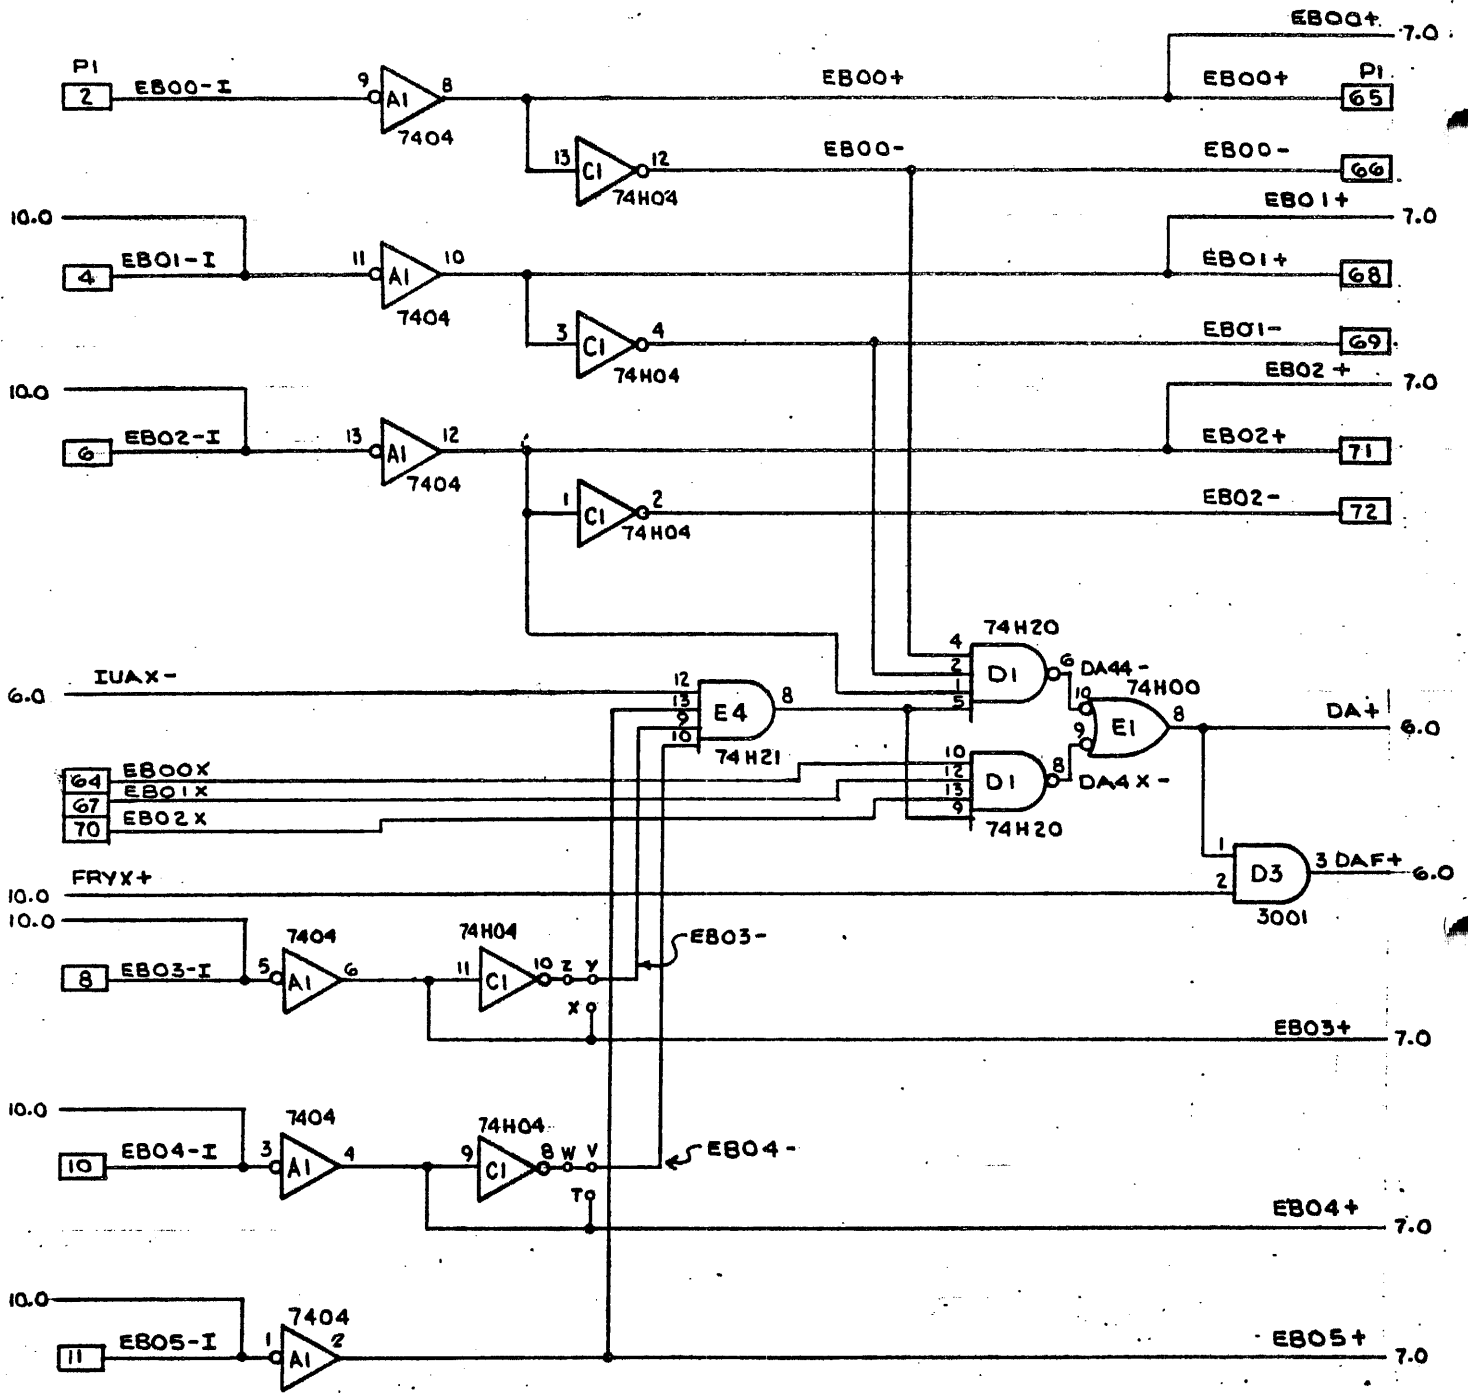 EB00+ 7.0
P1 P1
2 EB00-I 9 A1 8 EB00+ EB00+ 65
7404
EB00- EB00- 66
13 C1 12
74H04
EB01+ 7.0
10.0
4 EB01-I 11 A1 10 EB01+ 68
7404
3 C1 4 EB01- 69
74H04
EB02+ 7.0
10.0
6 EB02-I 13 A1 12 EB02+ 71
7404
1 C1 2 EB02- 72
74H04
74H20
4
2 D1 6 DA44-
1
5
6.0 IUAX- 12
13 E4 8
9
10
74H21
74H00
10 E1 8 DA+ 6.0
9
64 EB00X 10
67 EB01X 12 D1 8 DA4X-
70 EB02X 13
9
74H20
1 D3 3 DAF+ 6.0
10.0 FRYX+ 2
3001
10.0
7404 74H04 EB03-
8 EB03-I 5 A1 6 11 C1 10 Z Y
X
EB03+ 7.0
10.0
7404 74H04
10 EB04-I 3 A1 4 9 C1 8 W V EB04-
T
EB04+ 7.0
10.0
7404
11 EB05-I 1 A1 2 EB05+ 7.0